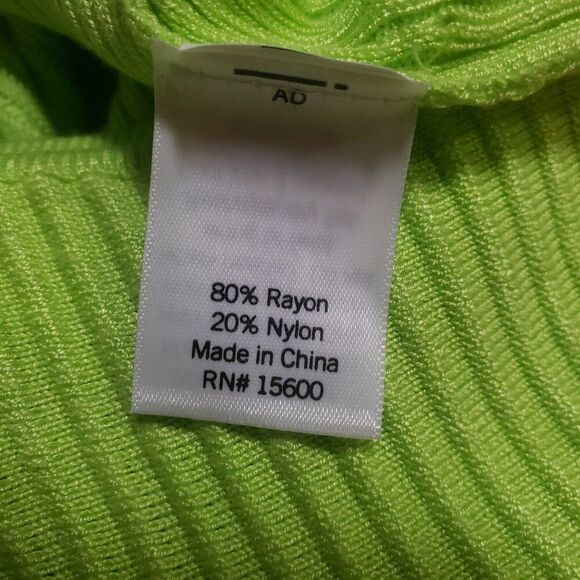 AD
80% Rayon
20% Nylon
Made in China
RN# 15600